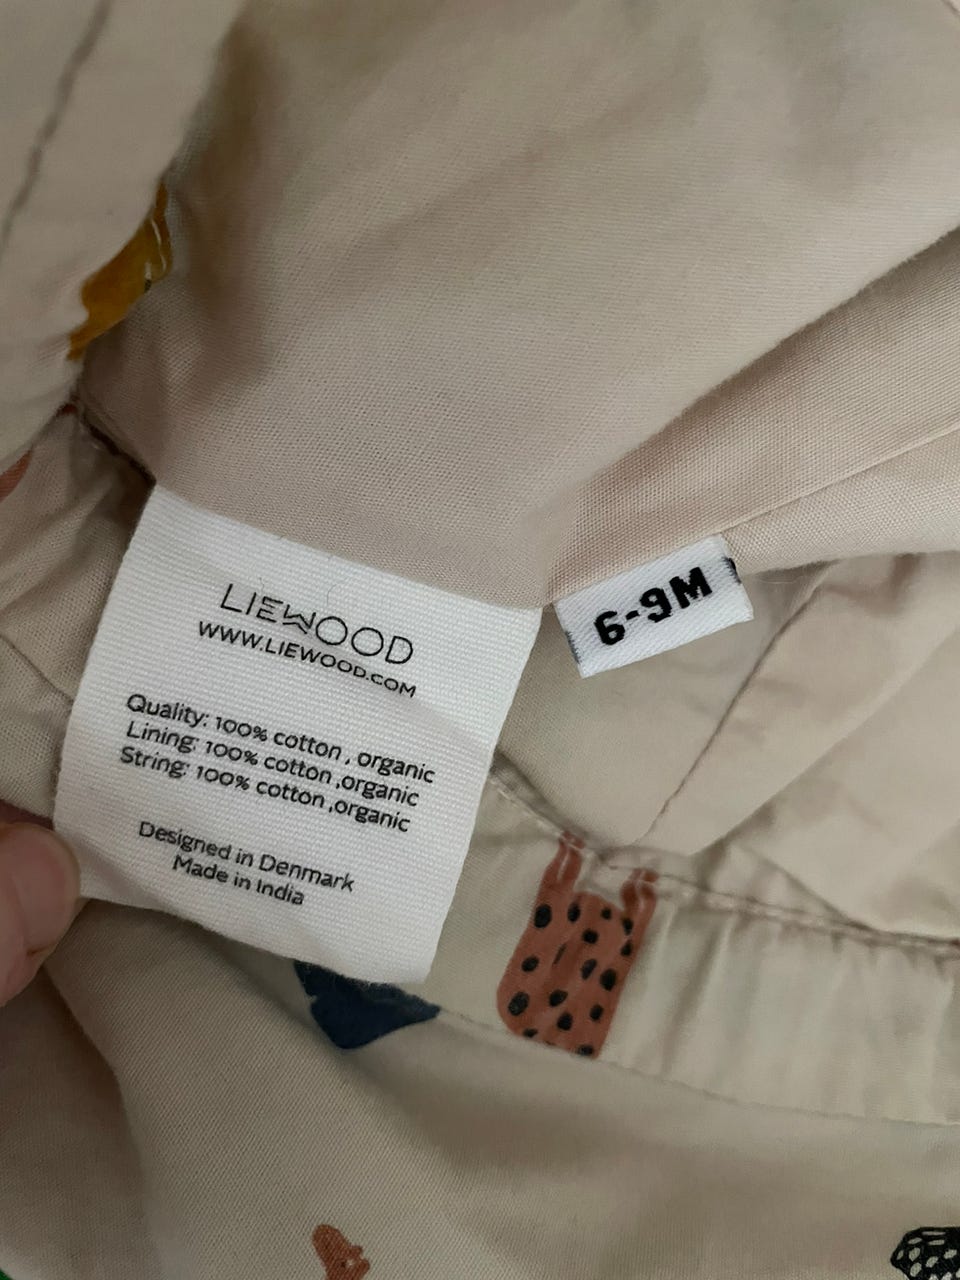 LIEWOOD
WWW.LIEWOOD.COM
Quality: 100% cotton , organic
Lining: 100% cotton ,organic
String: 100% cotton ,organic
Designed in Denmark
Made in India
6-9M